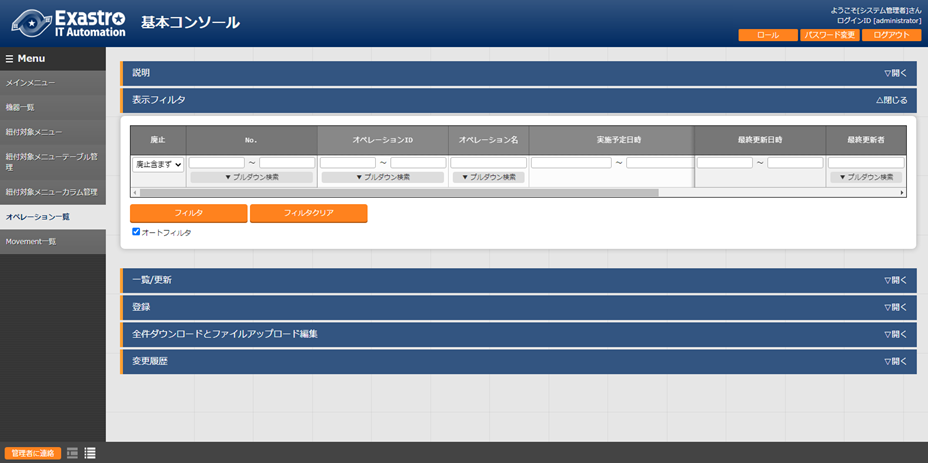 Exastro
IT Automation
基本コンソール
ようこそ[システム管理者]さん
ログインID [administrator]
ロール
パスワード変更
ログアウト
Menu
メインメニュー
機器一覧
紐付対象メニュー
紐付対象メニューテーブル管
理
紐付対象メニューカラム管理
オペレーション一覧
Movement一覧
説明
▽開く
表示フィルタ
△閉じる
廃止
No.
オペレーションID
オペレーション名
実施予定日時
最終更新日時
最終更新者
廃止含まず
～
～
～
～
▼プルダウン検索
▼プルダウン検索
▼プルダウン検索
▼プルダウン検索
フィルタ
フィルタクリア
オートフィルタ
一覧/更新
▽開く
登録
▽開く
全件ダウンロードとファイルアップロード編集
▽開く
変更履歴
▽開く
管理者に連絡